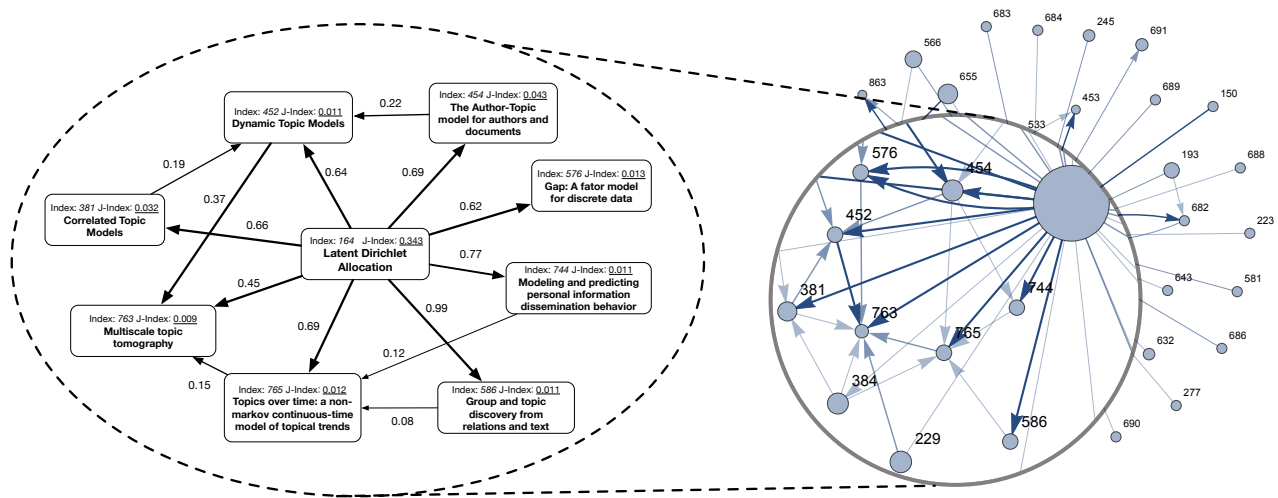 Index: 452 J-Index: 0.011
Dynamic Topic Models
0.22
Index: 454 J-Index: 0.043
The Author-Topic
model for authors and
documents
0.19
0.64
0.69
Index: 576 J-Index: 0.013
Gap: A fator model
for discrete data
Index: 381 J-Index: 0.032
Correlated Topic
Models
0.37
0.62
0.66
Index: 164 J-Index: 0.343
Latent Dirichlet
Allocation
0.77
Index: 744 J-Index: 0.011
Modeling and predicting
personal information
dissemination behavior
0.45
0.99
Index: 763 J-Index: 0.009
Multiscale topic
tomography
0.69
0.12
0.15
Index: 765 J-Index: 0.012
Topics over time: a non-
markov continuous-time
model of topical trends
0.08
Index: 586 J-Index: 0.011
Group and topic
discovery from
relations and text
683
684
245
691
566
863
655
689
150
453
533
576
454
193
688
452
682
223
381
744
643
581
763
765
686
632
384
277
586
690
229